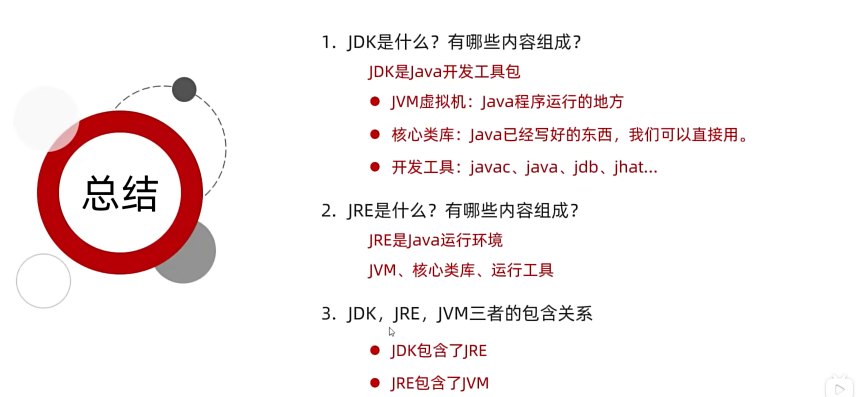 总结
1. JDK是什么？有哪些内容组成？
JDK是Java开发工具包
● JVM虚拟机：Java程序运行的地方
● 核心类库：Java已经写好的东西，我们可以直接用。
● 开发工具：javac、java、jdb、jhat...
2. JRE是什么？有哪些内容组成？
JRE是Java运行环境
JVM、核心类库、运行工具
3. JDK，JRE，JVM三者的包含关系
● JDK包含了JRE
● JRE包含了JVM